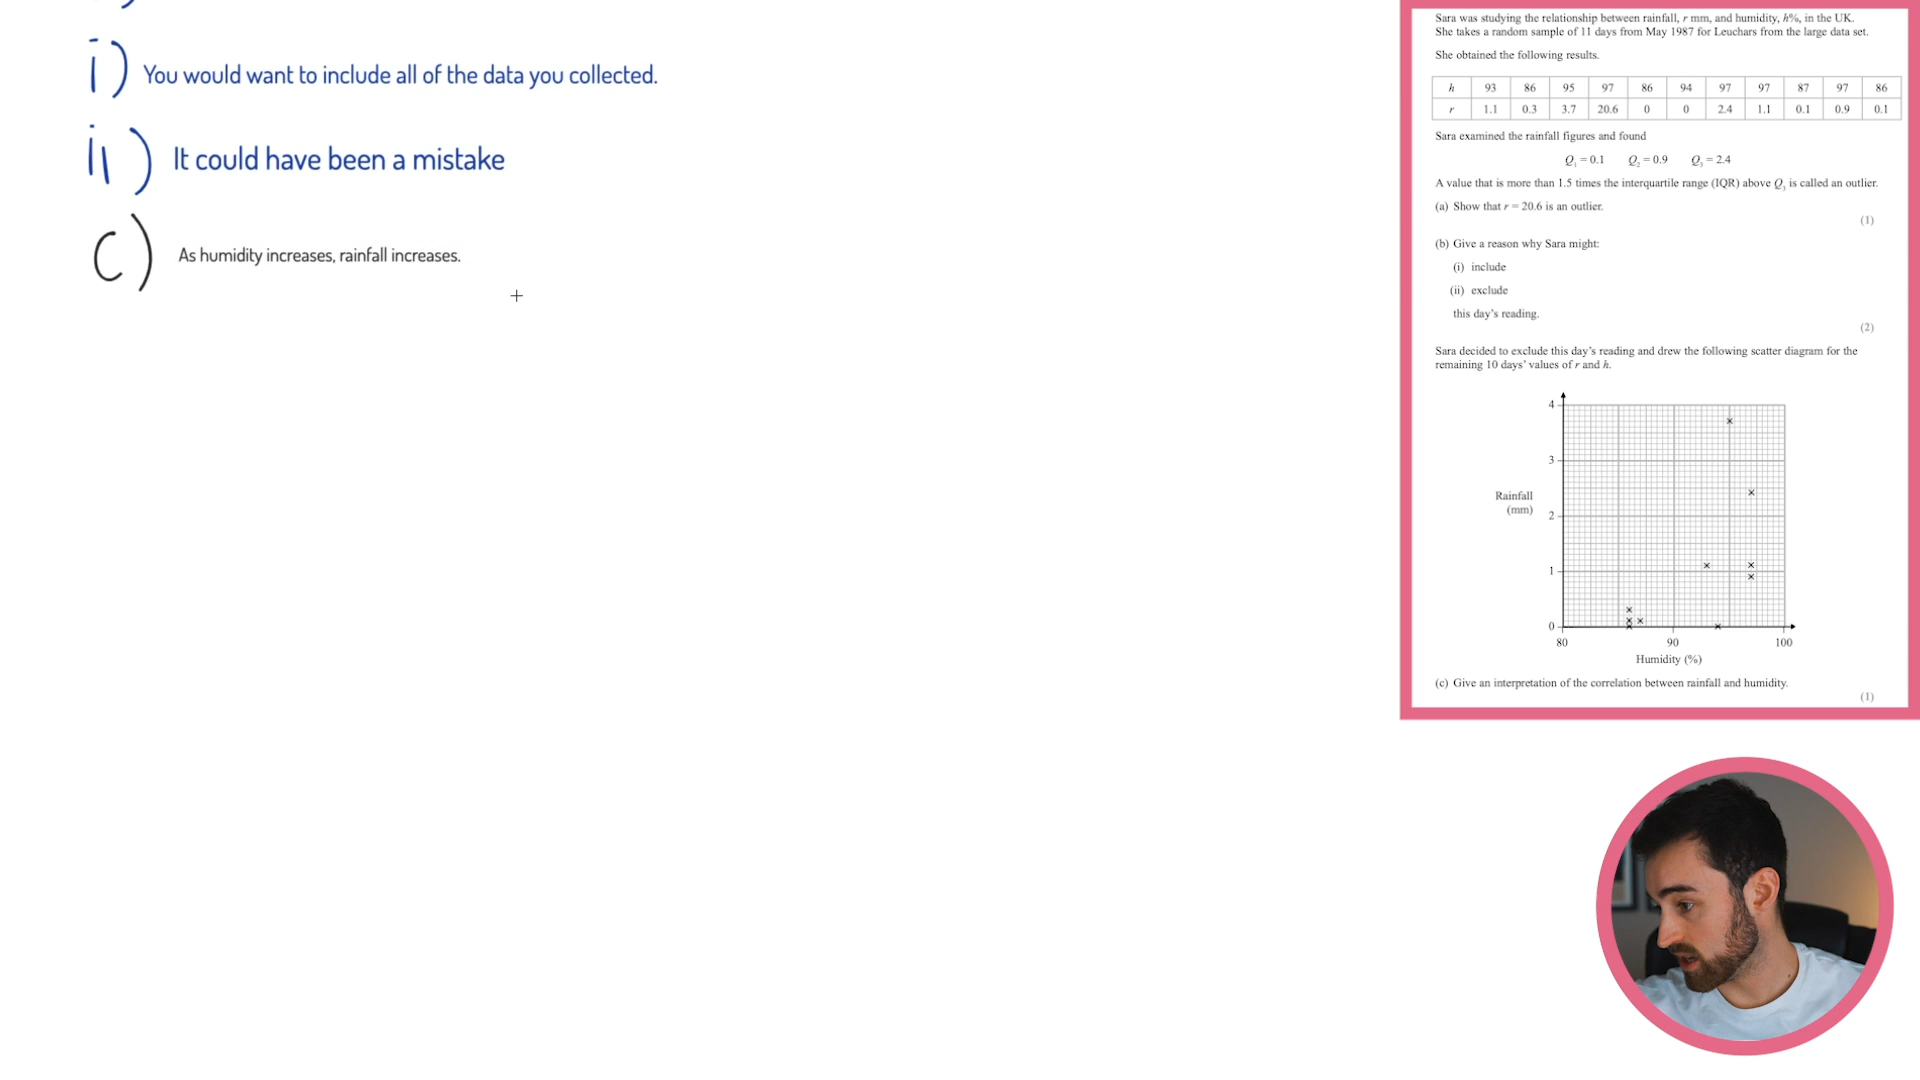 i) You would want to include all of the data you collected.
ii) It could have been a mistake
c) As humidity increases, rainfall increases.
Sara was studying the relationship between rainfall, r mm, and humidity, h%, in the UK.
She takes a random sample of 11 days from May 1987 for Leuchars from the large data set.
She obtained the following results.
h 93 86 95 97 86 94 97 97 87 97 86
r 1.1 0.3 3.7 20.6 0 0 2.4 1.1 0.1 0.9 0.1
Sara examined the rainfall figures and found
Q₁ = 0.1 Q₂ = 0.9 Q₃ = 2.4
A value that is more than 1.5 times the interquartile range (IQR) above Q₃ is called an outlier.
(a) Show that r = 20.6 is an outlier.
(1)
(b) Give a reason why Sara might:
(i) include
(ii) exclude
this day's reading.
(2)
Sara decided to exclude this day's reading and drew the following scatter diagram for the
remaining 10 days' values of r and h.
4
3
Rainfall
(mm)
2
1
0
80 90 100
Humidity (%)
(c) Give an interpretation of the correlation between rainfall and humidity.
(1)